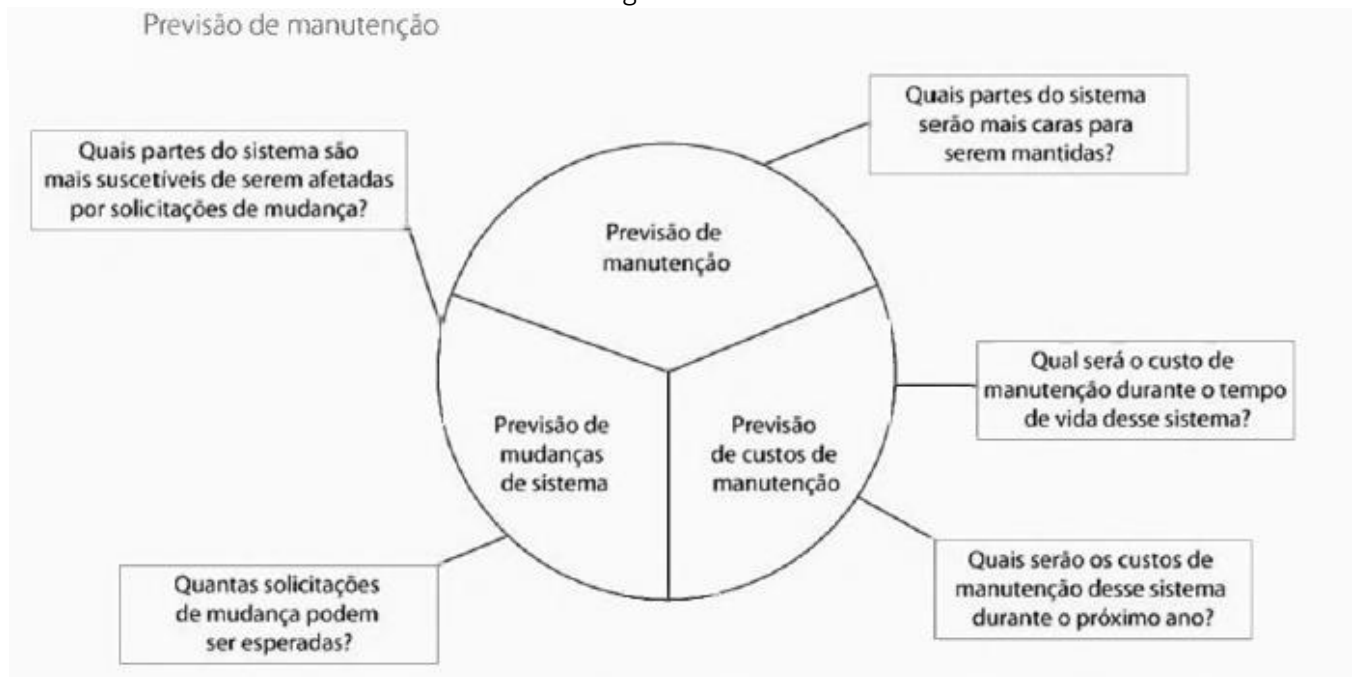 Previsão de manutenção
Quais partes do sistema
serão mais caras para
serem mantidas?
Quais partes do sistema são
mais suscetíveis de serem afetadas
por solicitações de mudança?
Previsão de
manutenção
Qual será o custo de
manutenção durante o tempo
de vida desse sistema?
Previsão de
mudanças
de sistema
Previsão
de custos de
manutenção
Quais serão os custos de
manutenção desse sistema
durante o próximo ano?
Quantas solicitações
de mudança podem
ser esperadas?